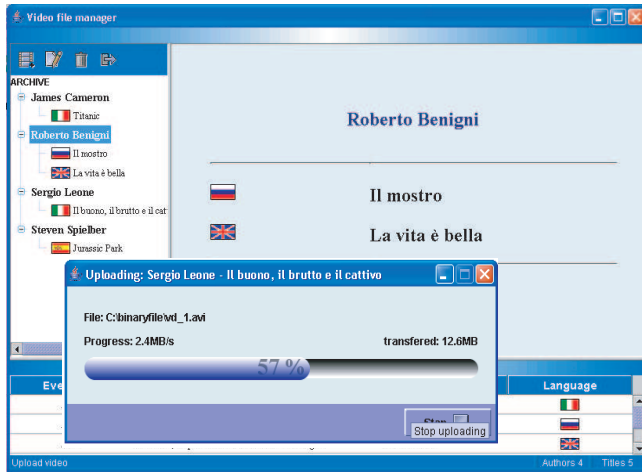 Video file manager
ARCHIVE
James Cameron
Titanic
Roberto Benigni
Il mostro
La vita è bella
Sergio Leone
Il buono, il brutto e il cat
Steven Spielber
Jurassic Park
Roberto Benigni
Il mostro
La vita è bella
Uploading: Sergio Leone - Il buono, il brutto e il cattivo
File: C:\binaryfile\vd_1.avi
Progress: 2.4MB/s transfered: 12.6MB
57 %
Stop
Stop uploading
Eve Language
Upload video Authors 4 Titles 5